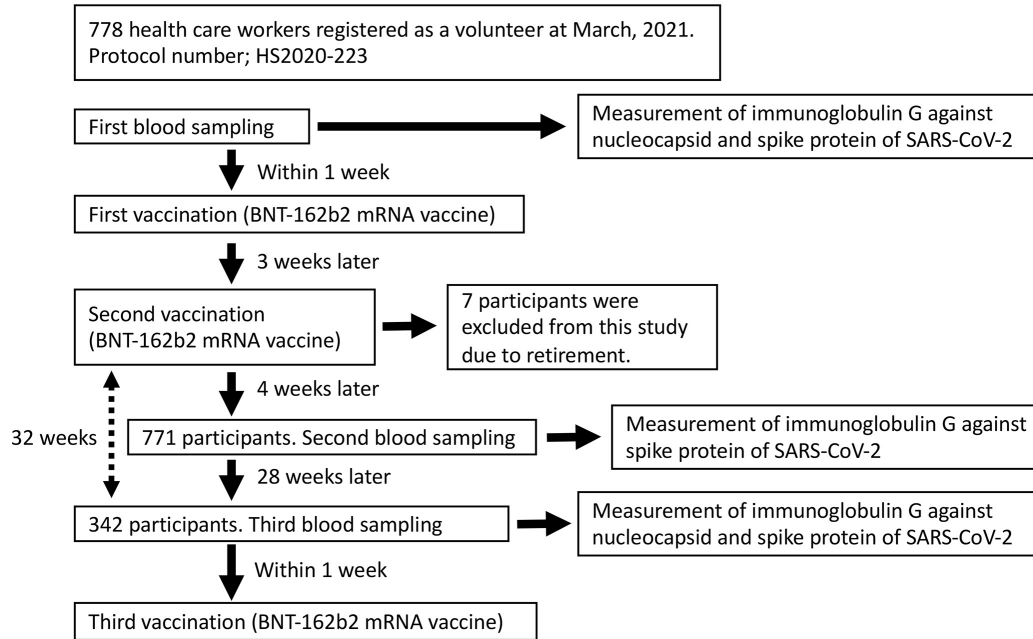 778 health care workers registered as a volunteer at March, 2021.
Protocol number; HS2020-223
First blood sampling
Measurement of immunoglobulin G against
nucleocapsid and spike protein of SARS-CoV-2
Within 1 week
First vaccination (BNT-162b2 mRNA vaccine)
3 weeks later
Second vaccination
(BNT-162b2 mRNA vaccine)
7 participants were
excluded from this study
due to retirement.
4 weeks later
32 weeks
771 participants. Second blood sampling
Measurement of immunoglobulin G against
spike protein of SARS-CoV-2
28 weeks later
342 participants. Third blood sampling
Measurement of immunoglobulin G against
nucleocapsid and spike protein of SARS-CoV-2
Within 1 week
Third vaccination (BNT-162b2 mRNA vaccine)